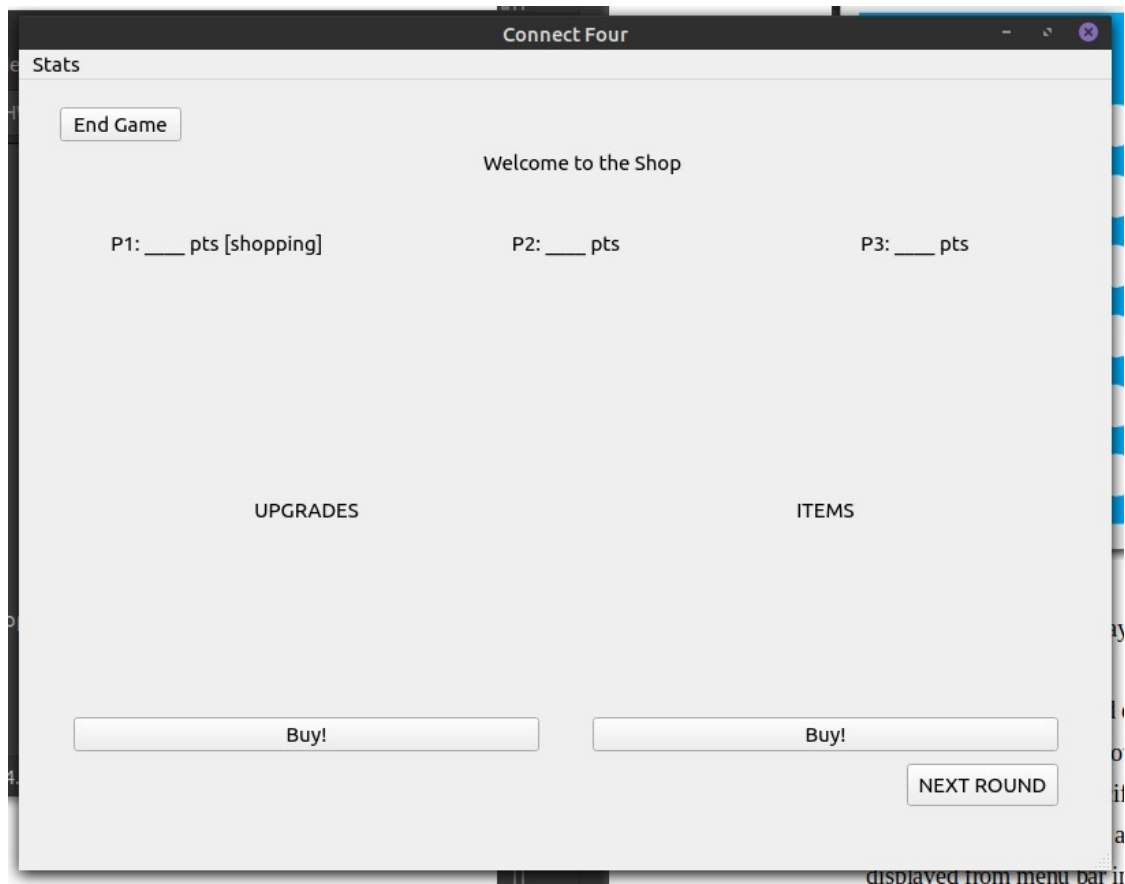 Connect Four
Stats
End Game
Welcome to the Shop
P1: ____ pts [shopping]
P2: ____ pts
P3: ____ pts
UPGRADES
ITEMS
Buy!
Buy!
NEXT ROUND
displayed from menu bar